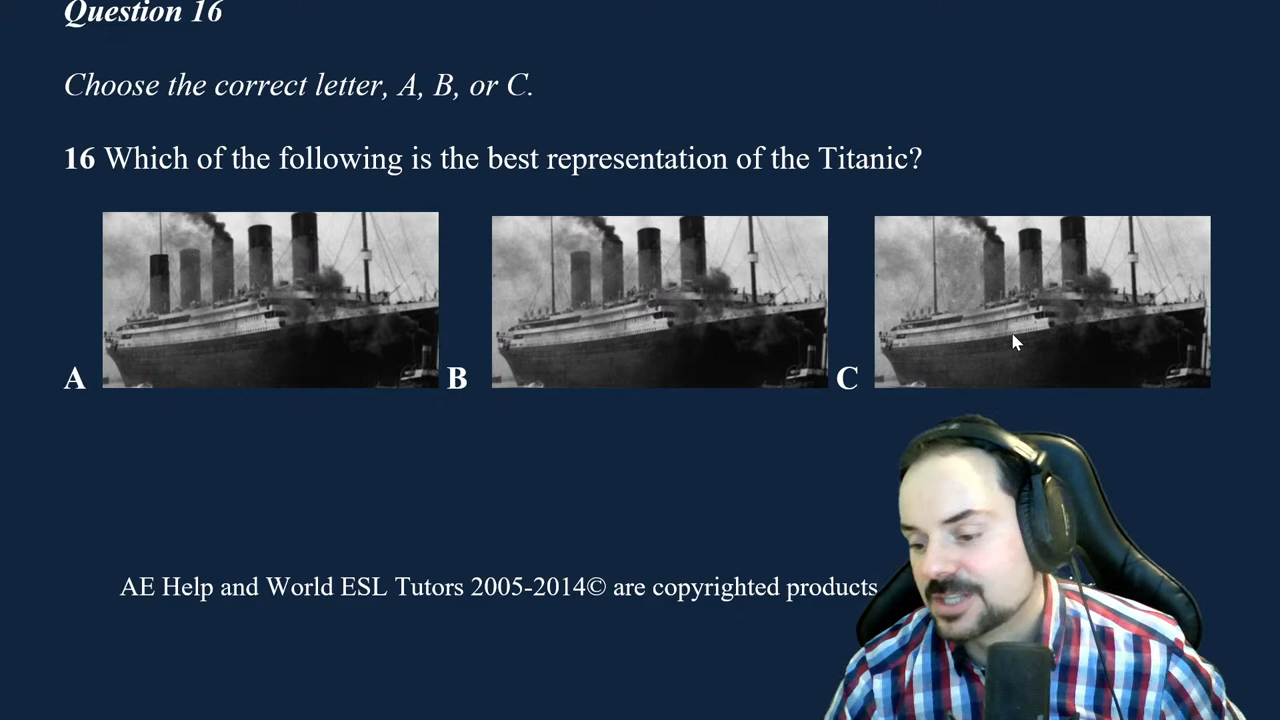 Question 16
Choose the correct letter, A, B, or C.
16 Which of the following is the best representation of the Titanic?
A B C
AE Help and World ESL Tutors 2005-2014© are copyrighted products